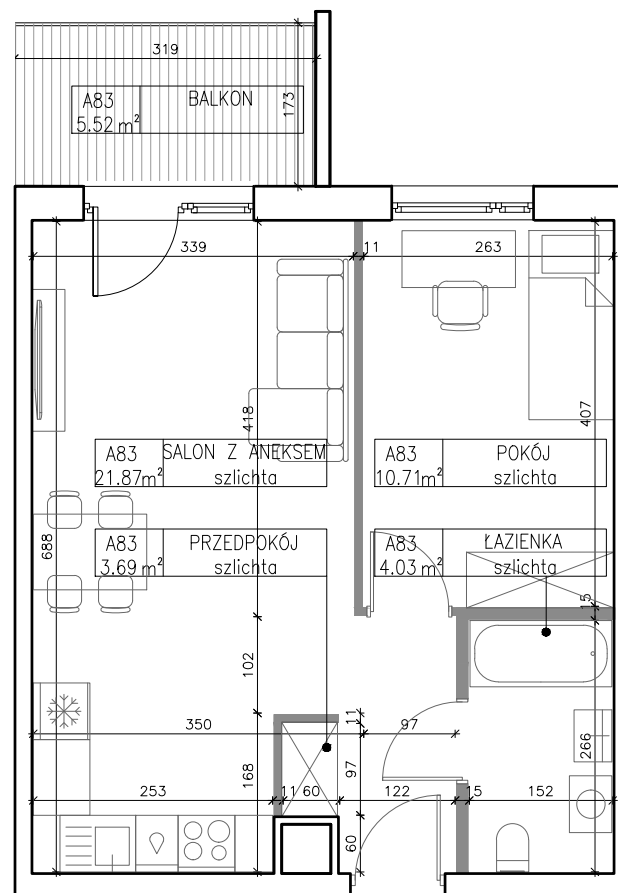 319
173
A83 BALKON
5.52 m²
339 11 263
418
407
A83 SALON Z ANEKSEM
21.87m² szlichta
A83 POKÓJ
10.71m² szlichta
688
A83 PRZEDPOKÓJ
3.69 m² szlichta
A83 ŁAZIENKA
4.03 m² szlichta
15
102
11
350 97
266
168
97
253 11 60 122 15 152
60